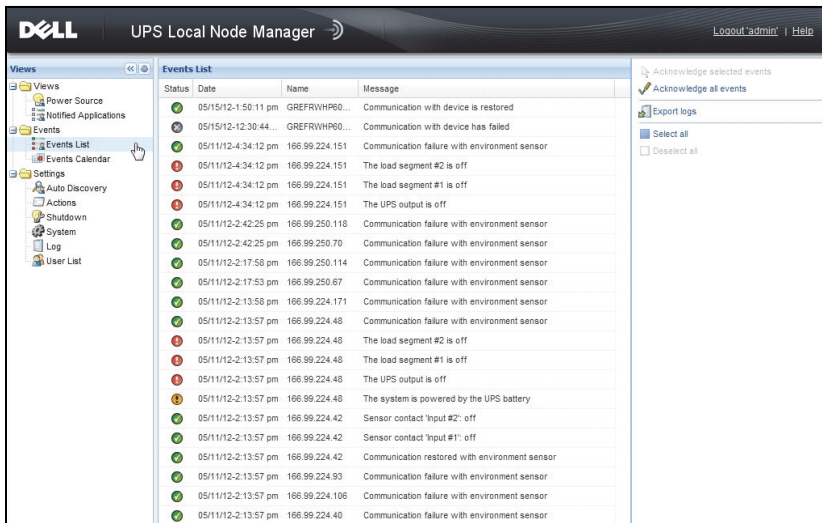 DELL UPS Local Node Manager Logout 'admin' | Help
Views
Views
Power Source
Notified Applications
Events
Events List
Events Calendar
Settings
Auto Discovery
Actions
Shutdown
System
Log
User List
Events List
Status Date Name Message
05/15/12-1:50:11 pm GREFRWHP60... Communication with device is restored
05/15/12-12:30:44... GREFRWHP60... Communication with device has failed
05/11/12-4:34:12 pm 166.99.224.151 Communication failure with environment sensor
05/11/12-4:34:12 pm 166.99.224.151 The load segment #2 is off
05/11/12-4:34:12 pm 166.99.224.151 The load segment #1 is off
05/11/12-4:34:12 pm 166.99.224.151 The UPS output is off
05/11/12-2:42:25 pm 166.99.250.118 Communication failure with environment sensor
05/11/12-2:42:25 pm 166.99.250.70 Communication failure with environment sensor
05/11/12-2:17:58 pm 166.99.250.114 Communication failure with environment sensor
05/11/12-2:17:53 pm 166.99.250.67 Communication failure with environment sensor
05/11/12-2:13:58 pm 166.99.224.171 Communication failure with environment sensor
05/11/12-2:13:57 pm 166.99.224.48 Communication failure with environment sensor
05/11/12-2:13:57 pm 166.99.224.48 The load segment #2 is off
05/11/12-2:13:57 pm 166.99.224.48 The load segment #1 is off
05/11/12-2:13:57 pm 166.99.224.48 The UPS output is off
05/11/12-2:13:57 pm 166.99.224.48 The system is powered by the UPS battery
05/11/12-2:13:57 pm 166.99.224.42 Sensor contact 'Input #2': off
05/11/12-2:13:57 pm 166.99.224.42 Sensor contact 'Input #1': off
05/11/12-2:13:57 pm 166.99.224.42 Communication restored with environment sensor
05/11/12-2:13:57 pm 166.99.224.93 Communication failure with environment sensor
05/11/12-2:13:57 pm 166.99.224.106 Communication failure with environment sensor
05/11/12-2:13:57 pm 166.99.224.40 Communication failure with environment sensor
Acknowledge selected events
Acknowledge all events
Export logs
Select all
Deselect all